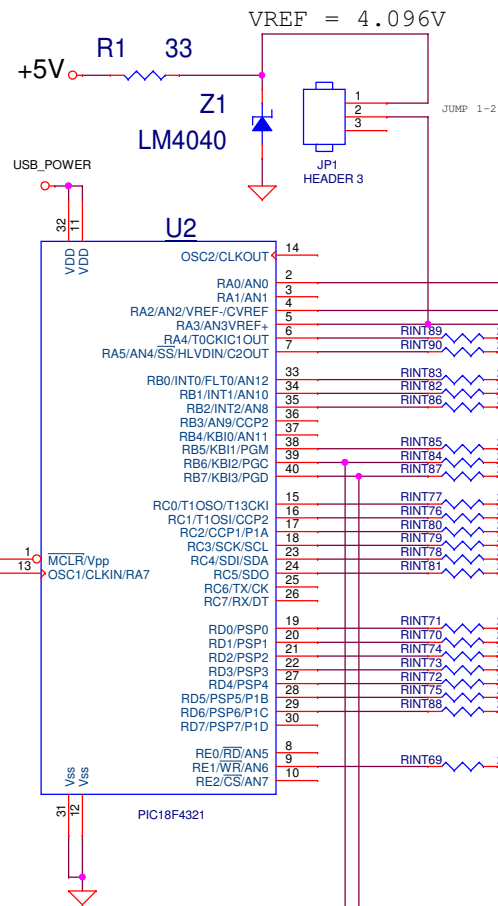 VREF = 4.096V
R1 33
+5V
Z1
LM4040
1
2
3
JUMP 1-2
JP1
HEADER 3
USB_POWER
32
11
U2
VDD
VDD
OSC2/CLKOUT 14
RA0/AN0 2
RA1/AN1 3
RA2/AN2/VREF-/CVREF 4
RA3/AN3VREF+ 5
RA4/T0CKIC1OUT 6 RINT89
RA5/AN4/SS/HLVDIN/C2OUT 7 RINT90
RB0/INT0/FLT0/AN12 33 RINT83
RB1/INT1/AN10 34 RINT82
RB2/INT2/AN8 35 RINT86
RB3/AN9/CCP2 36
RB4/KBI0/AN11 37
RB5/KBI1/PGM 38 RINT85
RB6/KBI2/PGC 39 RINT84
RB7/KBI3/PGD 40 RINT87
RC0/T1OSO/T13CKI 15 RINT77
RC1/T1OSI/CCP2 16 RINT76
RC2/CCP1/P1A 17 RINT80
RC3/SCK/SCL 18 RINT79
RC4/SDI/SDA 23 RINT78
RC5/SDO 24 RINT81
RC6/TX/CK 25
RC7/RX/DT 26
1 MCLR/Vpp
13 OSC1/CLKIN/RA7
RD0/PSP0 19 RINT71
RD1/PSP1 20 RINT70
RD2/PSP2 21 RINT74
RD3/PSP3 22 RINT73
RD4/PSP4 27 RINT72
RD5/PSP5/P1B 28 RINT75
RD6/PSP6/P1C 29 RINT88
RD7/PSP7/P1D 30
RE0/RD/AN5 8
RE1/WR/AN6 9 RINT69
RE2/CS/AN7 10
Vss
Vss
31
12
PIC18F4321